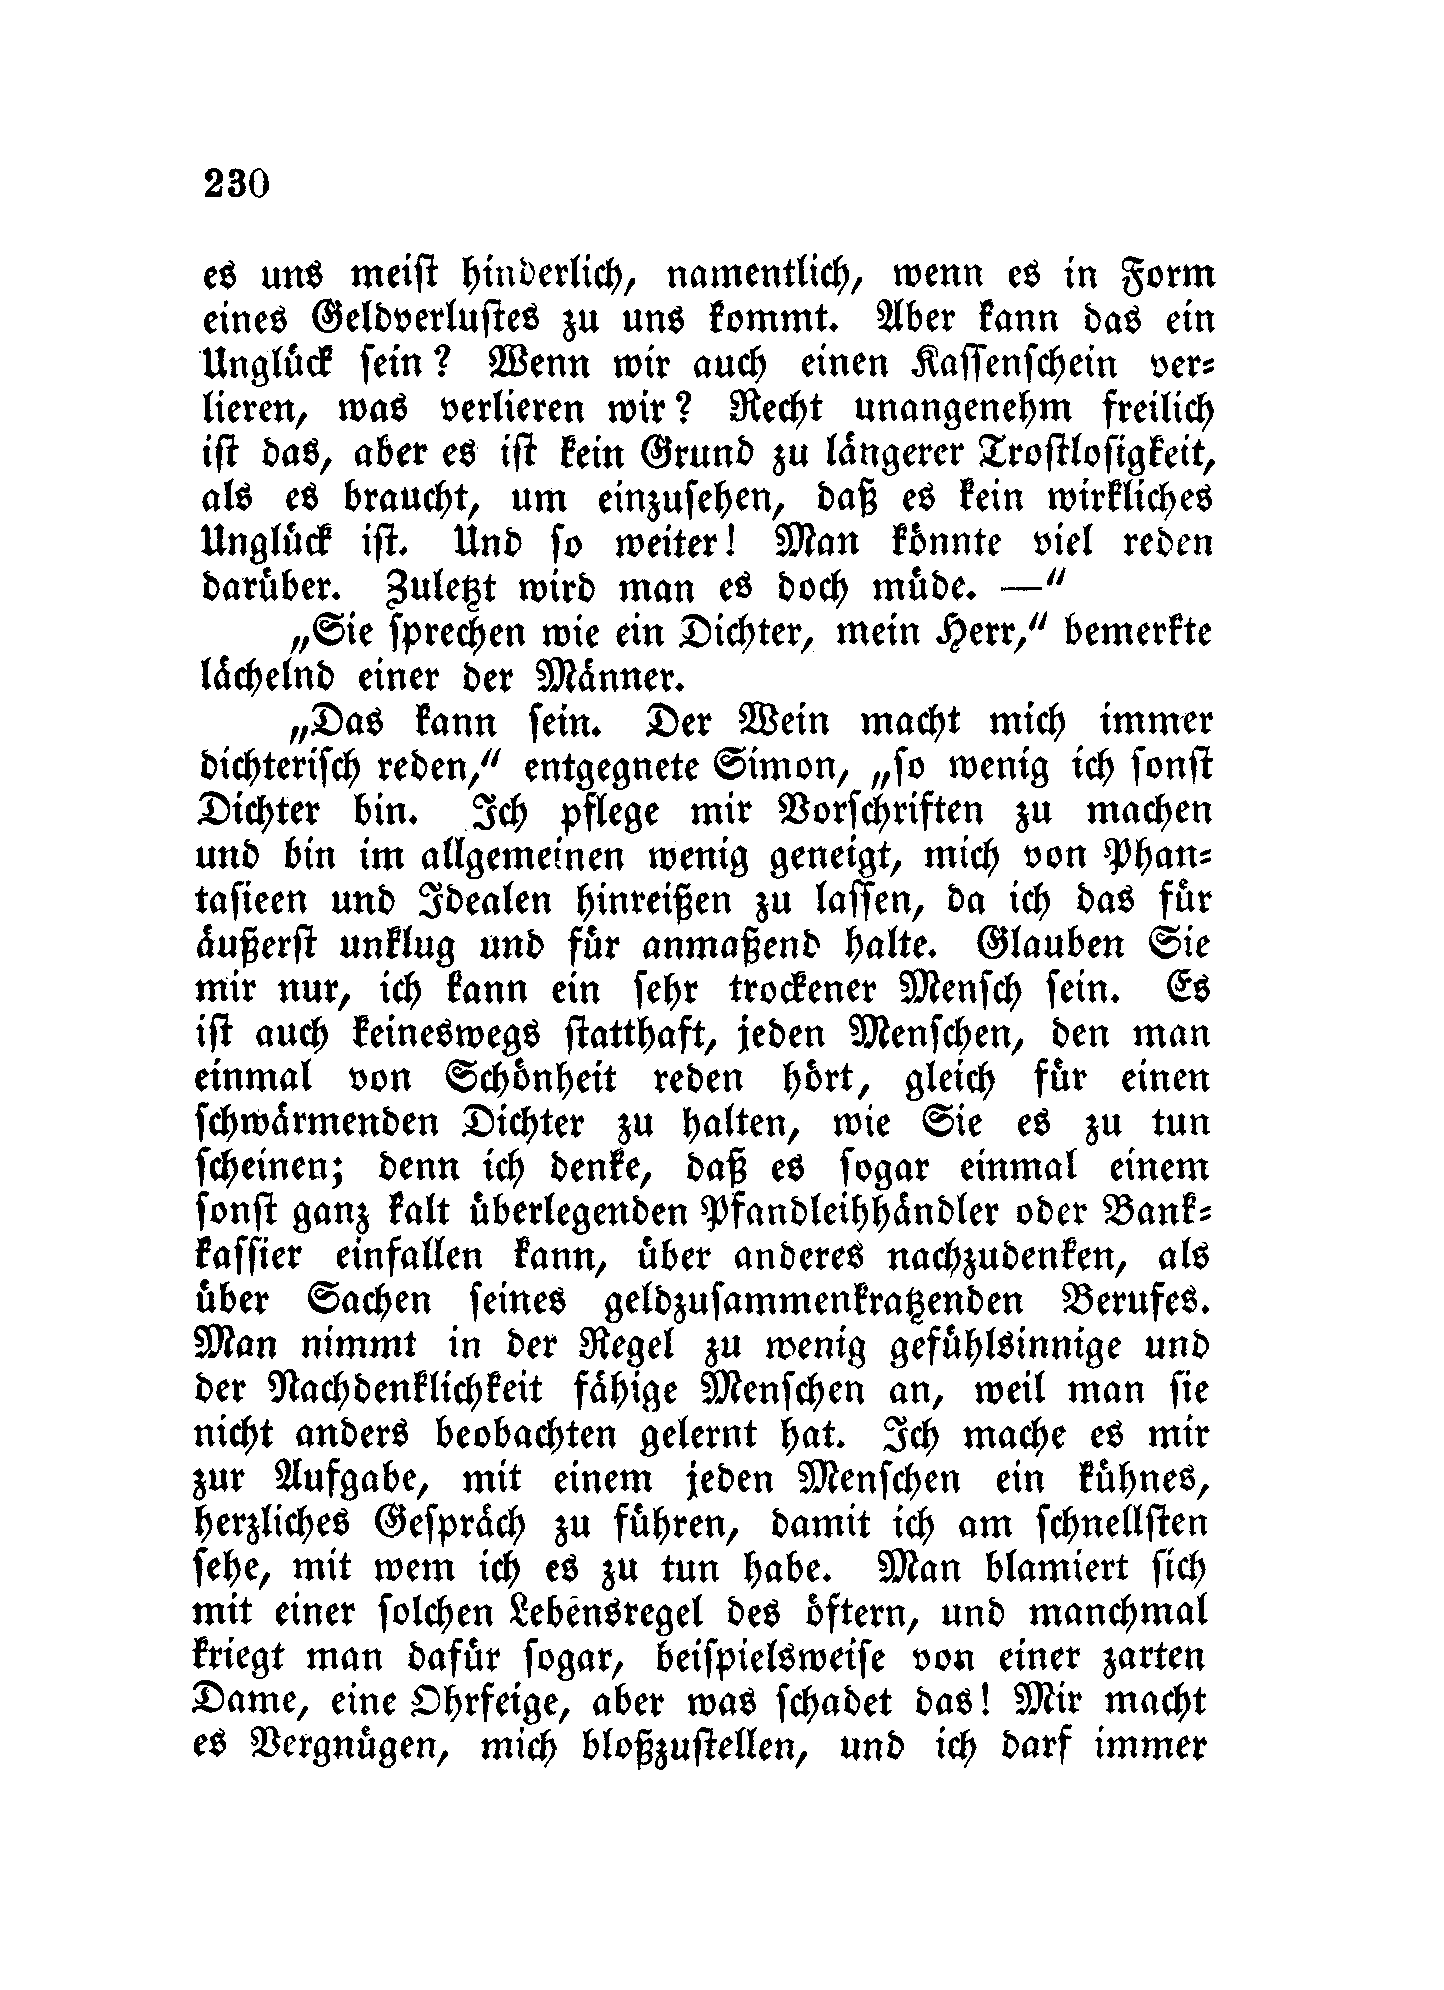 230
es uns meist hinderlich, namentlich, wenn es in Form
eines Geldverlustes zu uns kommt. Aber kann das ein
Unglück sein? Wenn wir auch einen Kassenschein ver-
lieren, was verlieren wir? Recht unangenehm freilich
ist das, aber es ist kein Grund zu längerer Trostlosigkeit,
als es braucht, um einzusehen, daß es kein wirkliches
Unglück ist. Und so weiter! Man könnte viel reden
darüber. Zuletzt wird man es doch müde. —“
„Sie sprechen wie ein Dichter, mein Herr,“ bemerkte
lächelnd einer der Männer.
„Das kann sein. Der Wein macht mich immer
dichterisch reden,“ entgegnete Simon, „so wenig ich sonst
Dichter bin. Ich pflege mir Vorschriften zu machen
und bin im allgemeinen wenig geneigt, mich von Phan-
tasieen und Idealen hinreißen zu lassen, da ich das für
äußerst unklug und für anmaßend halte. Glauben Sie
mir nur, ich kann ein sehr trockener Mensch sein. Es
ist auch keineswegs statthaft, jeden Menschen, den man
einmal von Schönheit reden hört, gleich für einen
schwärmenden Dichter zu halten, wie Sie es zu tun
scheinen; denn ich denke, daß es sogar einmal einem
sonst ganz kalt überlegenden Pfandleihhändler oder Bank-
kassier einfallen kann, über anderes nachzudenken, als
über Sachen seines geldzusammenkratzenden Berufes.
Man nimmt in der Regel zu wenig gefühlsinnige und
der Nachdenklichkeit fähige Menschen an, weil man sie
nicht anders beobachten gelernt hat. Ich mache es mir
zur Aufgabe, mit einem jeden Menschen ein kühnes,
herzliches Gespräch zu führen, damit ich am schnellsten
sehe, mit wem ich es zu tun habe. Man blamiert sich
mit einer solchen Lebensregel des öftern, und manchmal
kriegt man dafür sogar, beispielsweise von einer zarten
Dame, eine Ohrfeige, aber was schadet das! Mir macht
es Vergnügen, mich bloßzustellen, und ich darf immer